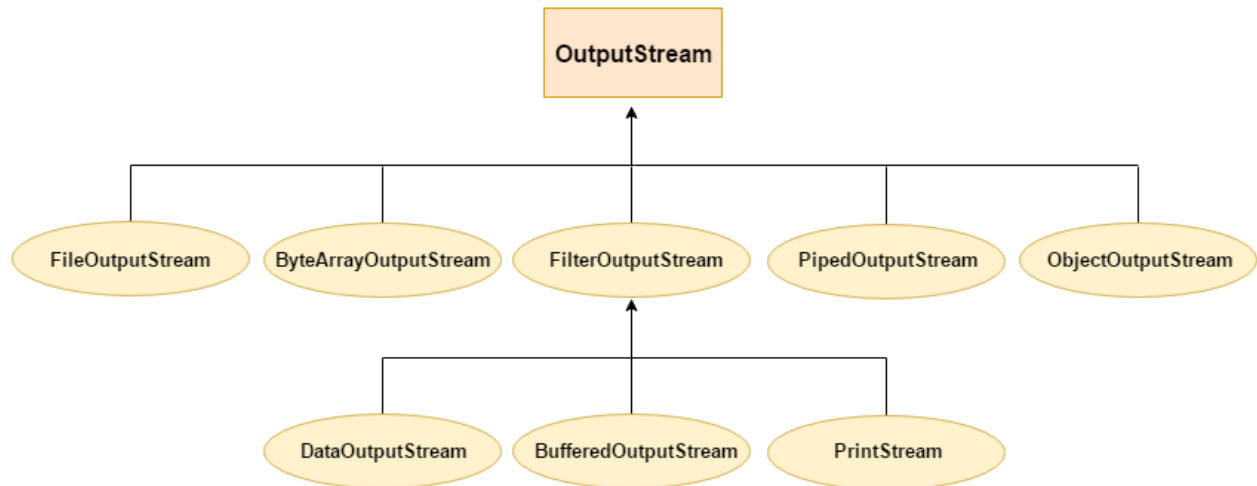 OutputStream
FileOutputStream
ByteArrayOutputStream
FilterOutputStream
PipedOutputStream
ObjectOutputStream
DataOutputStream
BufferedOutputStream
PrintStream